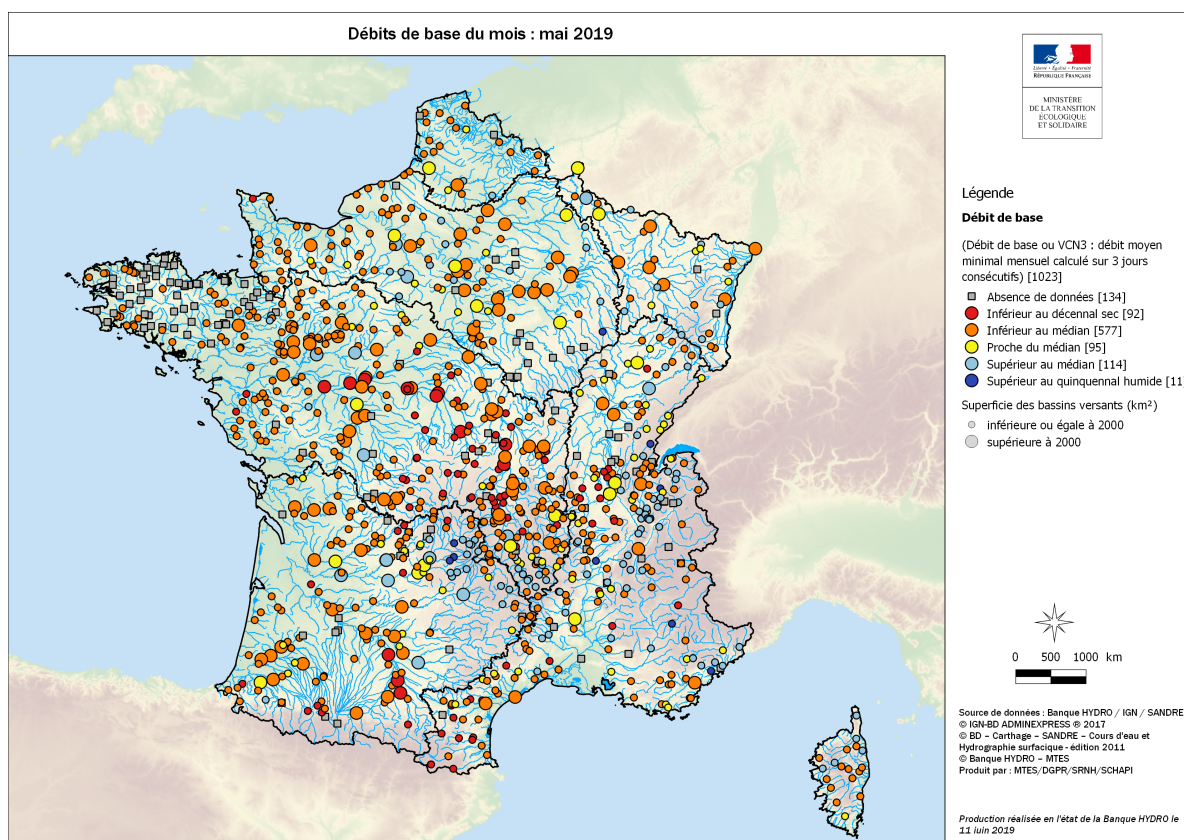 Débits de base du mois : mai 2019
Liberté • Égalité • Fraternité
RÉPUBLIQUE FRANÇAISE
MINISTÈRE
DE LA TRANSITION
ÉCOLOGIQUE
ET SOLIDAIRE
Légende
Débit de base
(Débit de base ou VCN3 : débit moyen
minimal mensuel calculé sur 3 jours
consécutifs) [1023]
Absence de données [134]
Inférieur au décennal sec [92]
Inférieur au médian [577]
Proche du médian [95]
Supérieur au médian [114]
Supérieur au quinquennal humide [11]
Superficie des bassins versants (km²)
inférieure ou égale à 2000
supérieure à 2000
0 500 1000 km
Source de données : Banque HYDRO / IGN / SANDRE
© IGN-BD ADMINEXPRESS ® 2017
© BD – Carthage – SANDRE – Cours d'eau et
Hydrographie surfacique - édition 2011
© Banque HYDRO – MTES
Produit par : MTES/DGPR/SRNH/SCHAPI
Production réalisée en l'état de la Banque HYDRO le
11 juin 2019